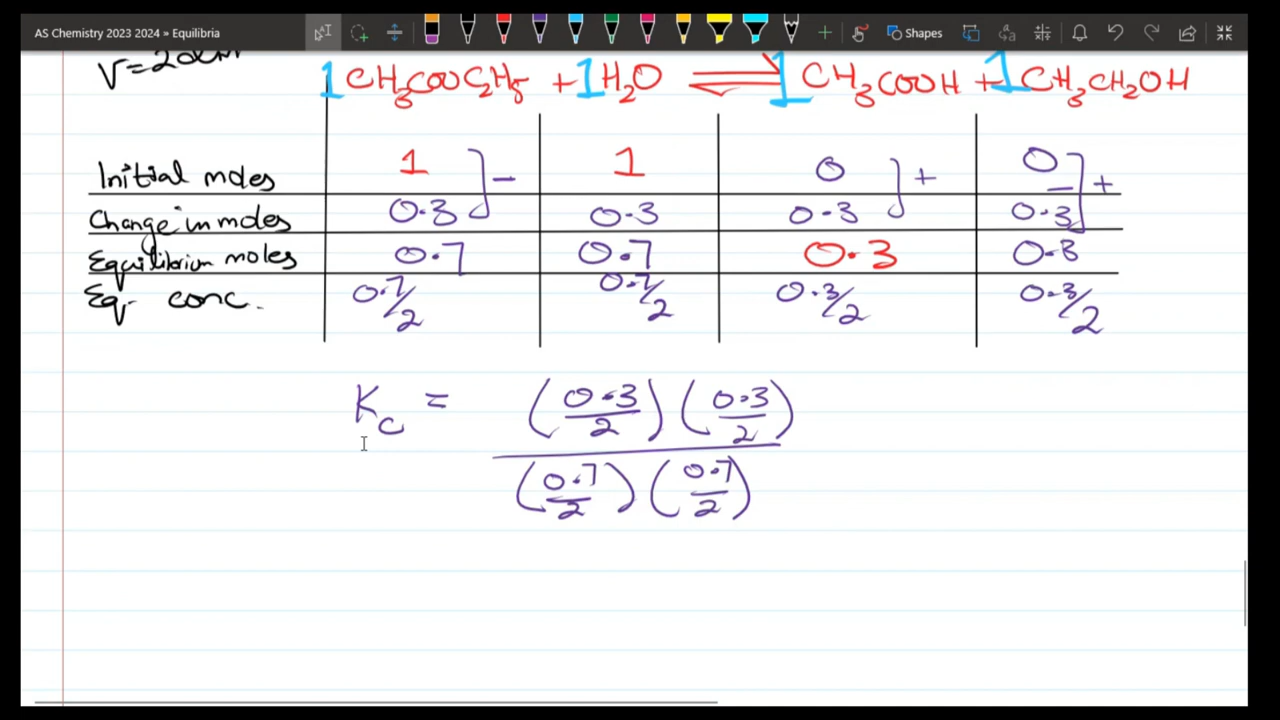 AS Chemistry 2023 2024 » Equilibria
Shapes
V=2dm³
1CH₃COOC₂H₅ + 1H₂O ⇌ 1CH₃COOH + 1CH₃CH₂OH
Initial moles 1 − 1 0 + 0 +
Change in moles 0.3 0.3 0.3 0.3
Equilibrium moles 0.7 0.7 0.3 0.3
Eq. conc. 0.7/2 0.7/2 0.3/2 0.3/2
Kc = (0.3/2)(0.3/2)
(0.7/2)(0.7/2)